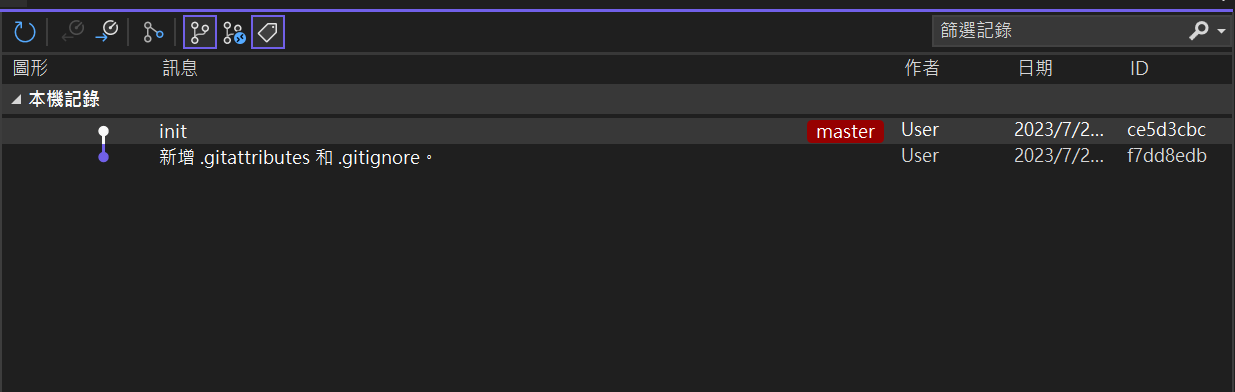 篩選記錄
圖形 訊息 作者 日期 ID
本機記錄
init master User 2023/7/2... ce5d3cbc
新增 .gitattributes 和 .gitignore。 User 2023/7/2... f7dd8edb